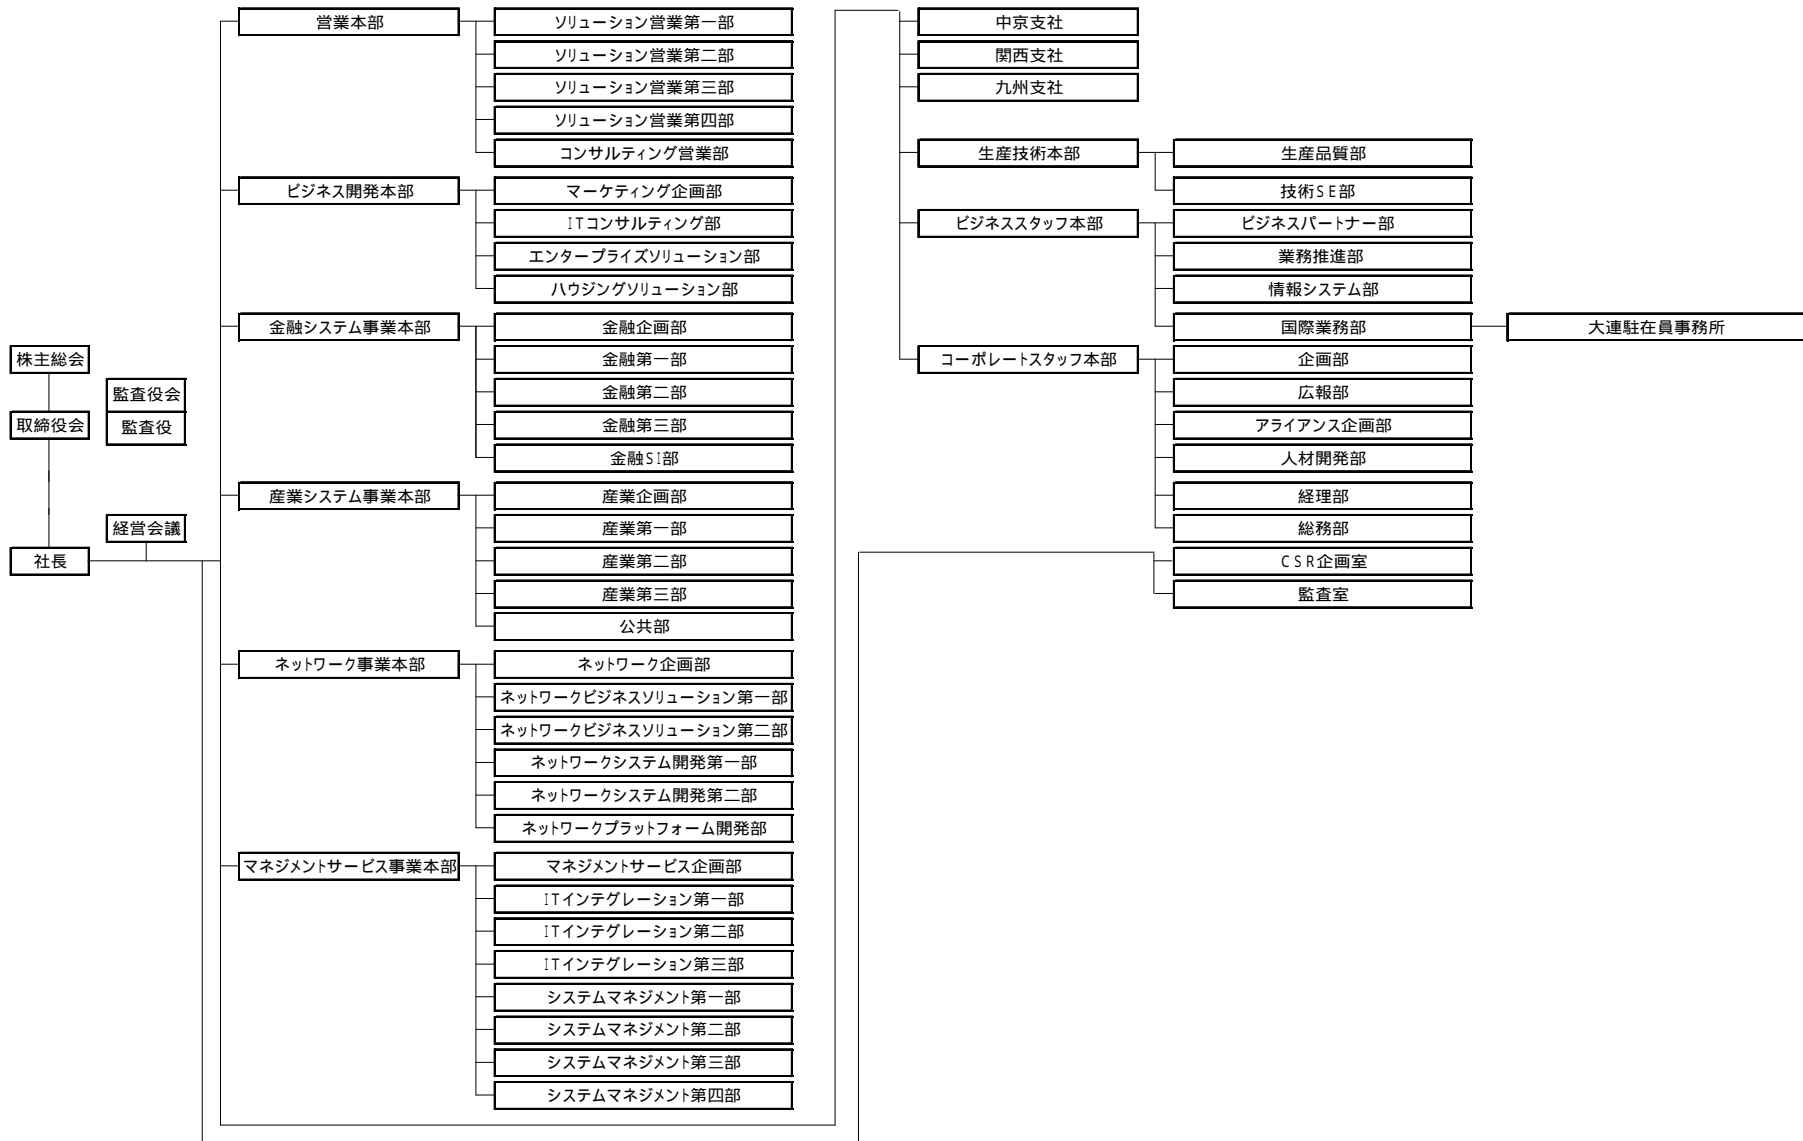 株主総会
取締役会
監査役会
監査役
経営会議
社長
営業本部
ソリューション営業第一部
ソリューション営業第二部
ソリューション営業第三部
ソリューション営業第四部
コンサルティング営業部
ビジネス開発本部
マーケティング企画部
ITコンサルティング部
エンタープライズソリューション部
ハウジングソリューション部
金融システム事業本部
金融企画部
金融第一部
金融第二部
金融第三部
金融SI部
産業システム事業本部
産業企画部
産業第一部
産業第二部
産業第三部
公共部
ネットワーク事業本部
ネットワーク企画部
ネットワークビジネスソリューション第一部
ネットワークビジネスソリューション第二部
ネットワークシステム開発第一部
ネットワークシステム開発第二部
ネットワークプラットフォーム開発部
マネジメントサービス事業本部
マネジメントサービス企画部
ITインテグレーション第一部
ITインテグレーション第二部
ITインテグレーション第三部
システムマネジメント第一部
システムマネジメント第二部
システムマネジメント第三部
システムマネジメント第四部
中京支社
関西支社
九州支社
生産技術本部
生産品質部
技術SE部
ビジネススタッフ本部
ビジネスパートナー部
業務推進部
情報システム部
国際業務部
大連駐在員事務所
コーポレートスタッフ本部
企画部
広報部
アライアンス企画部
人材開発部
経理部
総務部
CSR企画室
監査室